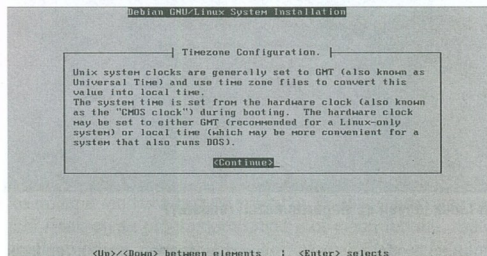 Debian GNU/Linux System Installation
Timezone Configuration.
Unix system clocks are generally set to GMT (also known as
Universal Time) and use time zone files to convert this
value into local time.
The system time is set from the hardware clock (also known
as the "CMOS clock") during booting. The hardware clock
may be set to either GMT (recommended for a Linux-only
system) or local time (which may be more convenient for a
system that also runs DOS).
<Continue>
<Up>/<Down> between elements | <Enter> selects